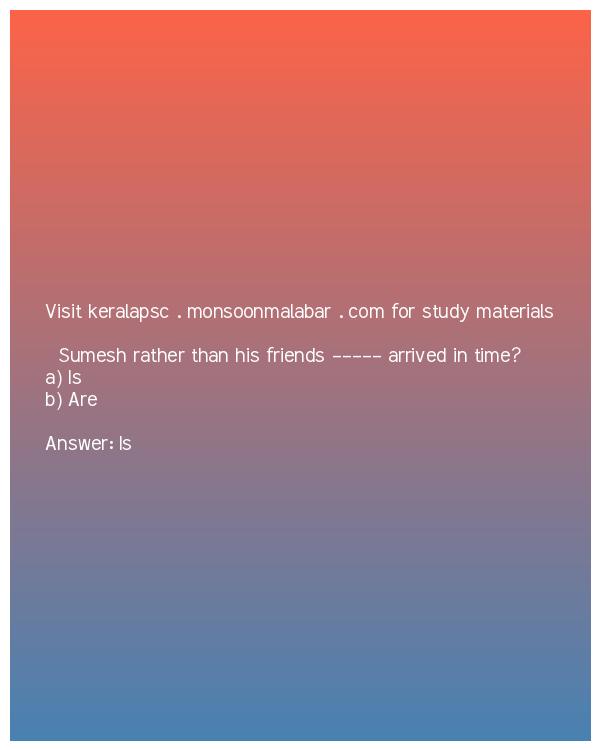 Visit keralapsc . monsoonmalabar . com for study materials
Sumesh rather than his friends ----- arrived in time?
a) Is
b) Are
Answer: Is